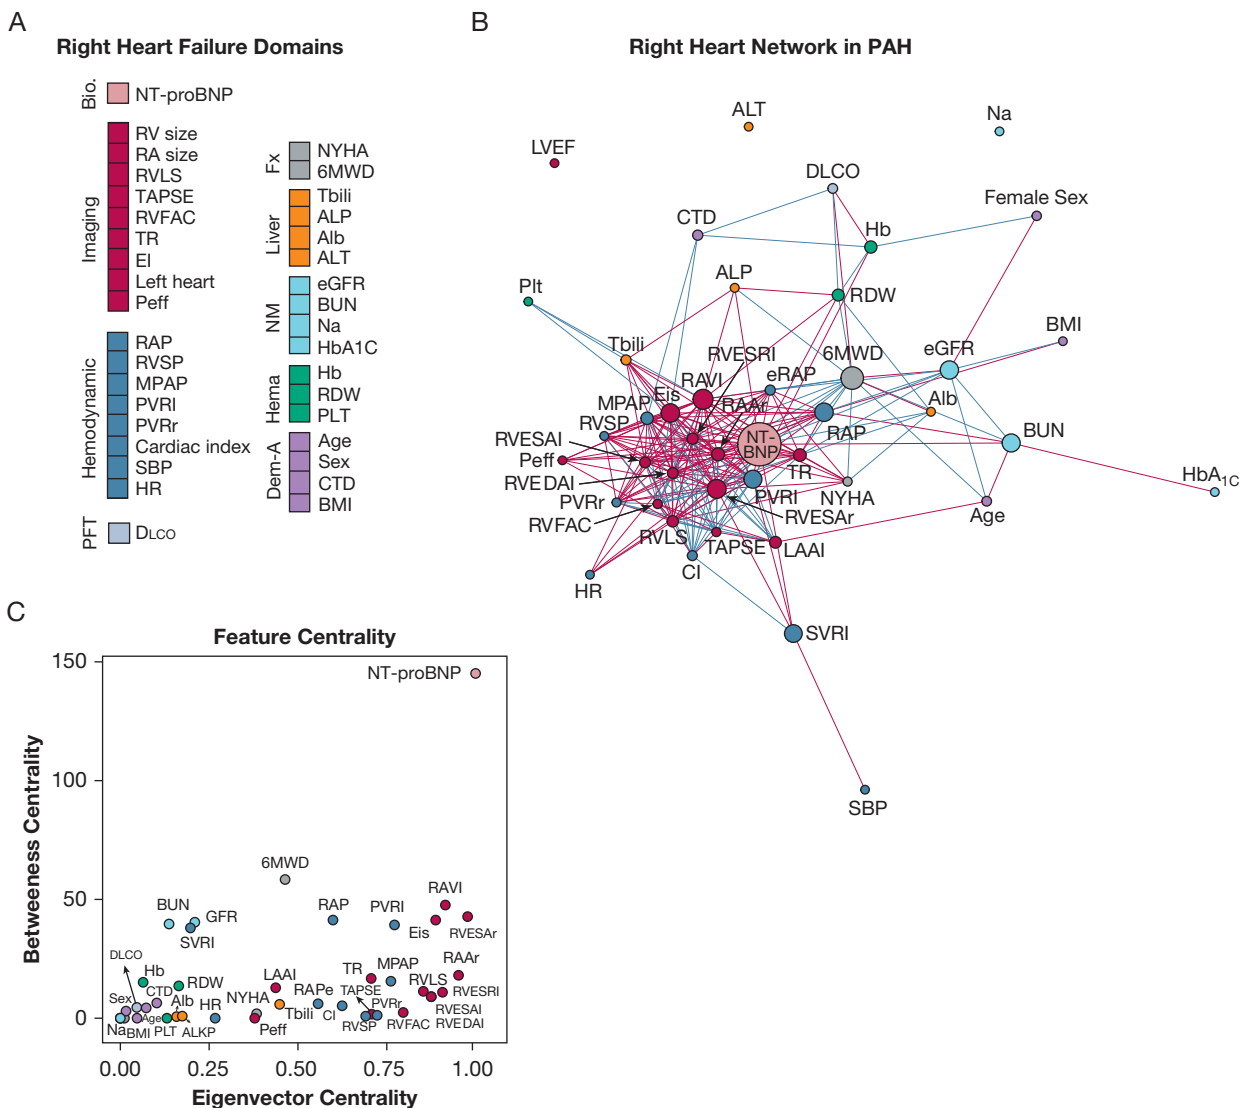 A
Right Heart Failure Domains
Bio.
NT-proBNP
Imaging
RV size
RA size
RVLS
TAPSE
RVFAC
TR
EI
Left heart
Peff
Hemodynamic
RAP
RVSP
MPAP
PVRI
PVRr
Cardiac index
SBP
HR
PFT
DLCO
Fx
NYHA
6MWD
Liver
Tbili
ALP
Alb
ALT
NM
eGFR
BUN
Na
HbA1C
Hema
Hb
RDW
PLT
Dem-A
Age
Sex
CTD
BMI
B
Right Heart Network in PAH
ALT
Na
LVEF
DLCO
Female Sex
CTD
Hb
ALP
Plt
RDW
BMI
Tbili
RVESRI
6MWD
eGFR
RAVI
eRAP
Eis
MPAP
RAAr
Alb
RVSP
RAP
BUN
RVESAI
NT-
BNP
Peff
TR
HbA1C
RVEDAI
PVRr
PVRI
NYHA
RVESAr
Age
RVFAC
RVLS
TAPSE
LAAI
CI
HR
SVRI
SBP
C
Feature Centrality
Betweeness Centrality
150
100
50
0
NT-proBNP
6MWD
RAVI
BUN
GFR
RAP
PVRI
SVRI
Eis
RVESAr
DLCO
Hb
RDW
LAAI
TR
MPAP
RAAr
RVLS
CTD
TAPSE
RVESRI
Sex
Alb
HR
NYHA
RAPe
PVRr
Tbili
CI
RVESAI
Na
BMI
Age
PLT
ALKP
Peff
RVSP
RVFAC
RVEDAI
0.00
0.25
0.50
0.75
1.00
Eigenvector Centrality